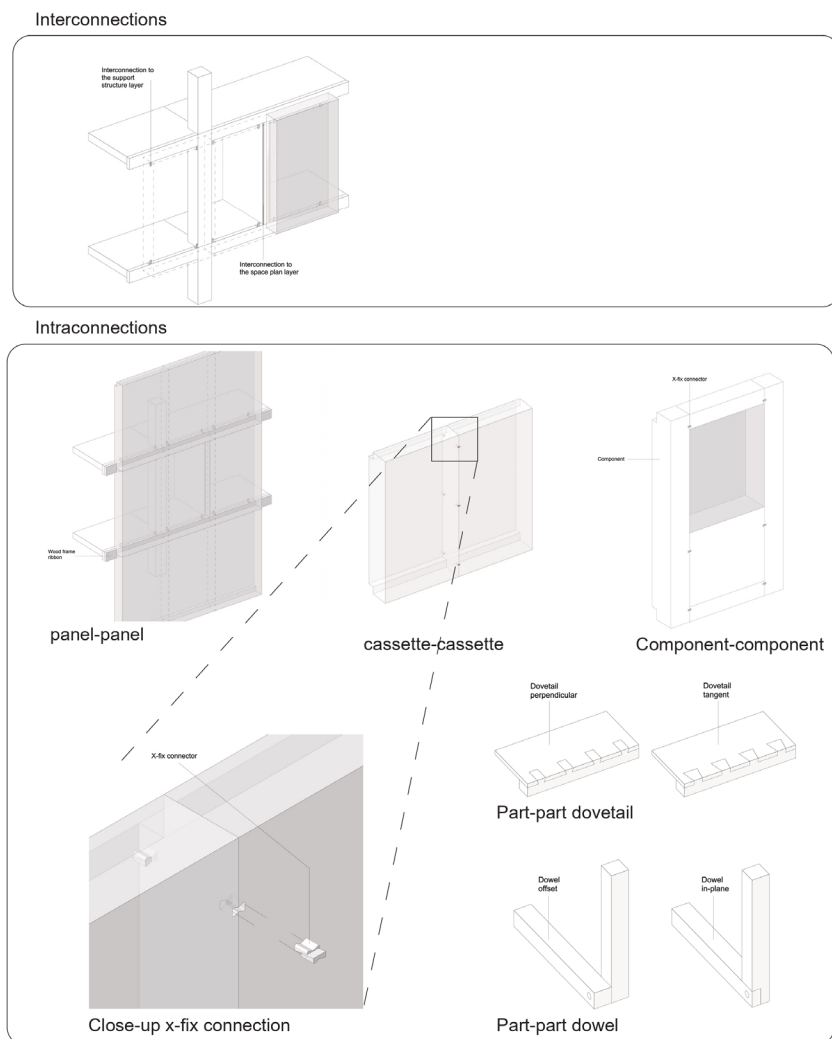 Interconnections
Interconnection to
the support
structure layer
Interconnection to
the space plan layer
Intraconnections
Wood frame
ribbon
panel-panel
cassette-cassette
X-fix connector
Component
Component-component
X-fix connector
Close-up x-fix connection
Dovetail
perpendicular
Dovetail
tangent
Part-part dovetail
Dowel
offset
Dowel
in-plane
Part-part dowel